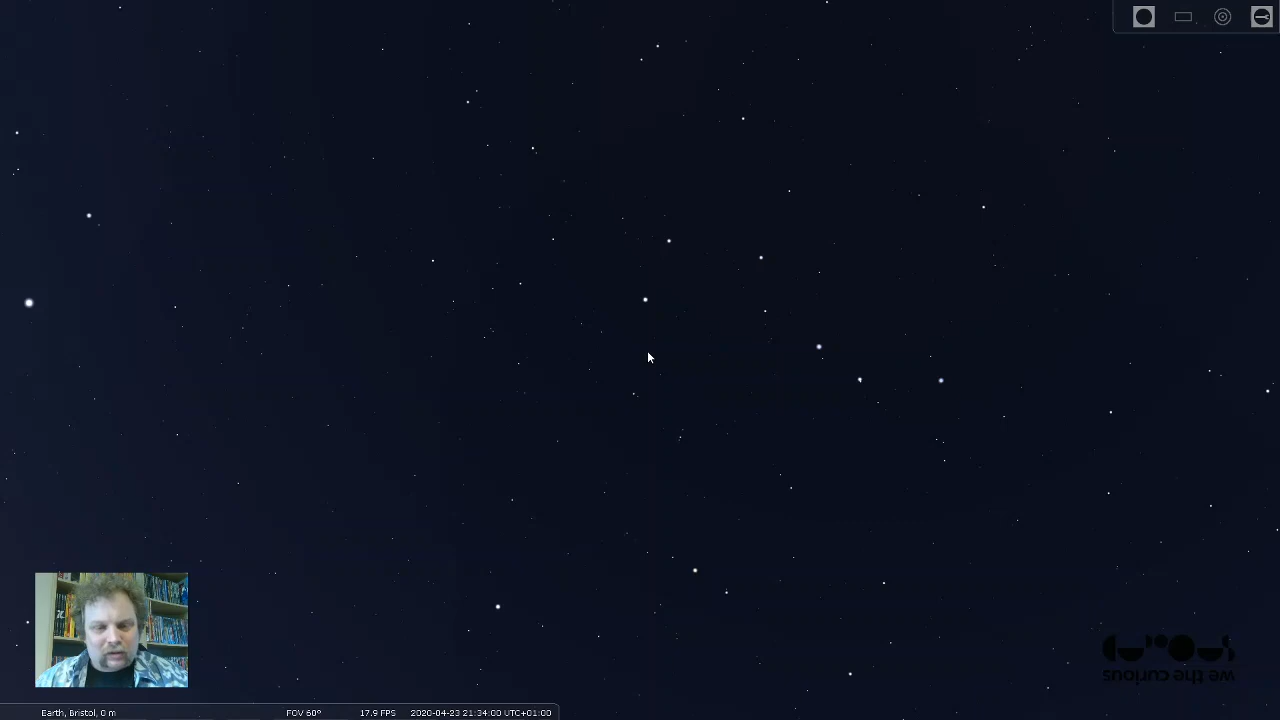 we the curious
Earth, Bristol, 0 m FOV 60° 17.9 FPS 2020-04-23 21:34:00 UTC+01:00